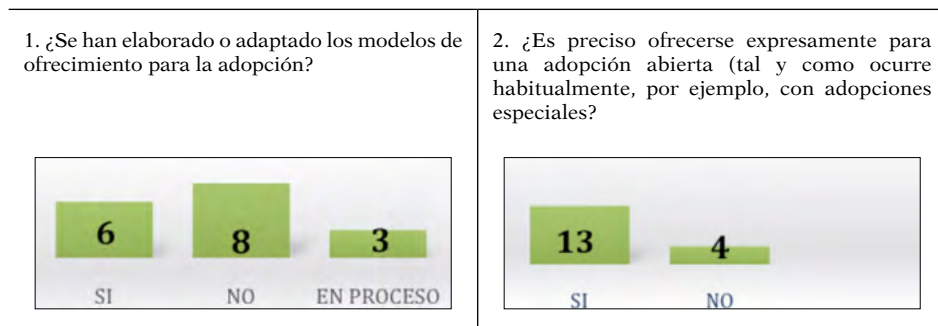 1. ¿Se han elaborado o adaptado los modelos de
ofrecimiento para la adopción?
6
8
3
SI
NO
EN PROCESO
2. ¿Es preciso ofrecerse expresamente para
una adopción abierta (tal y como ocurre
habitualmente, por ejemplo, con adopciones
especiales?
13
4
SI
NO